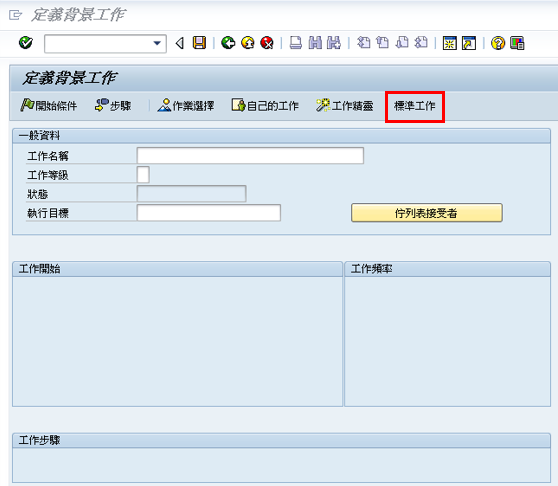 定義背景工作
定義背景工作
開始條件 步驟 作業選擇 自己的工作 工作精靈 標準工作
一般資料
工作名稱
工作等級
狀態
執行目標 佇列表接受者
工作開始 工作頻率
工作步驟